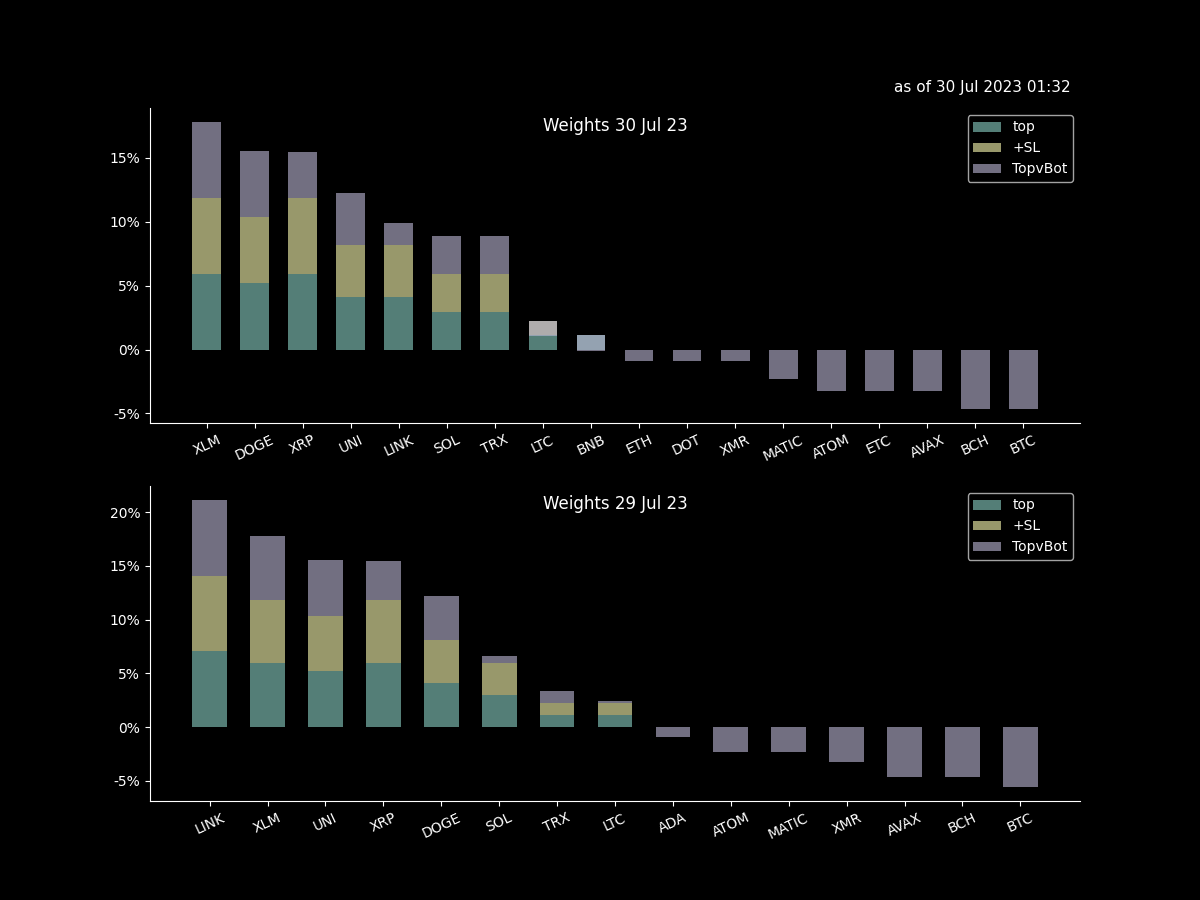 as of 30 Jul 2023 01:32
Weights 30 Jul 23
top
+SL
TopvBot
15%
10%
5%
0%
-5%
XLM DOGE XRP UNI LINK SOL TRX LTC BNB ETH DOT XMR MATIC ATOM ETC AVAX BCH BTC
Weights 29 Jul 23
top
+SL
TopvBot
20%
15%
10%
5%
0%
-5%
LINK XLM UNI XRP DOGE SOL TRX LTC ADA ATOM MATIC XMR AVAX BCH BTC